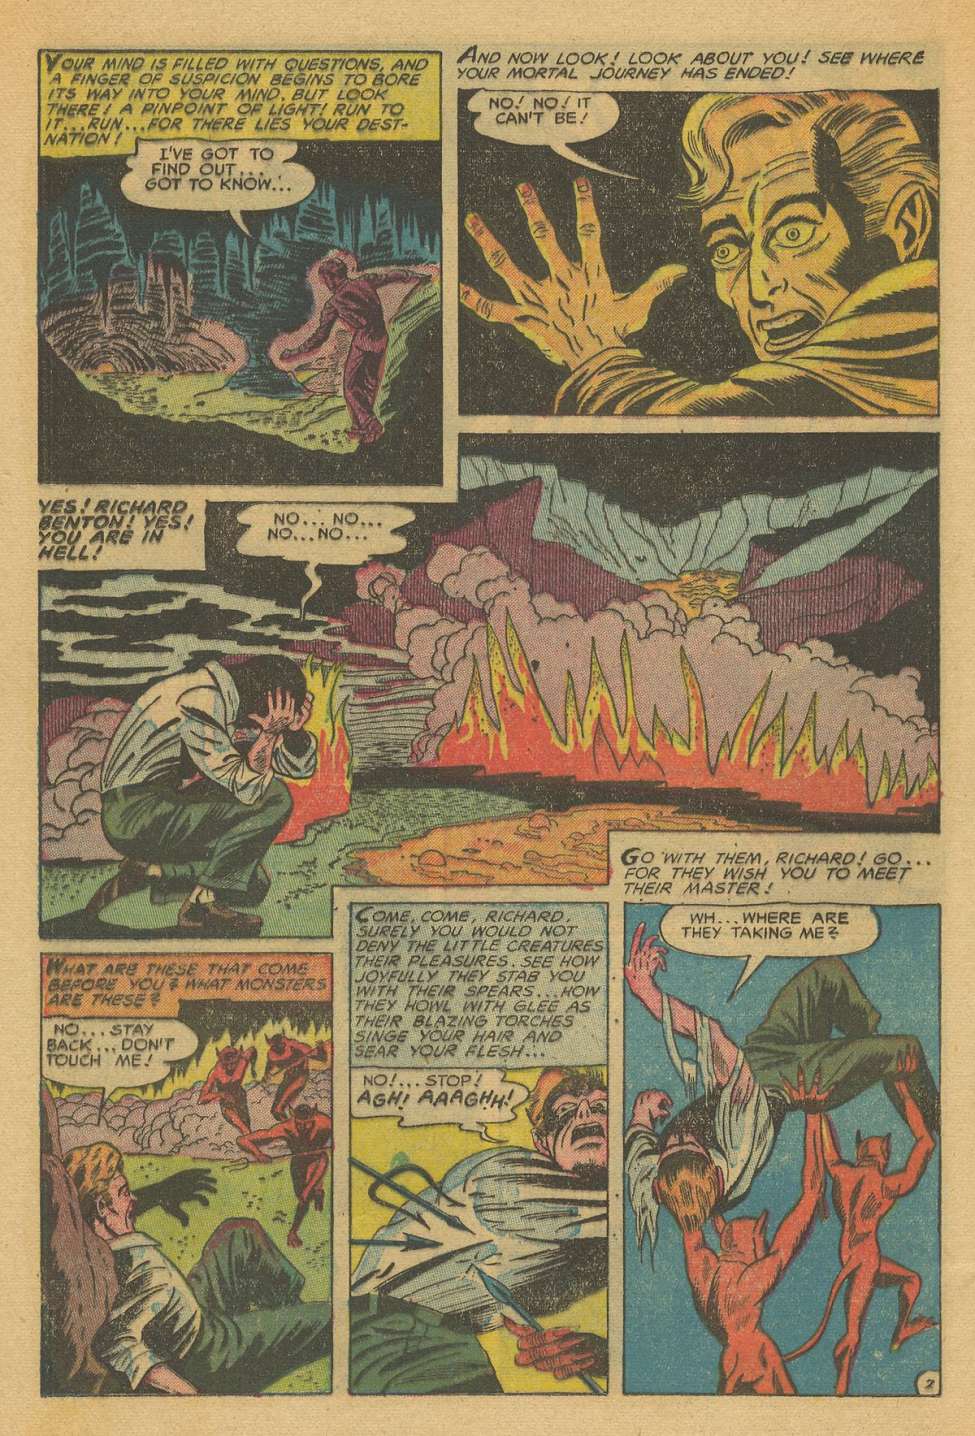 YOUR MIND IS FILLED WITH QUESTIONS, AND
A FINGER OF SUSPICION BEGINS TO BORE
ITS WAY INTO YOUR MIND. BUT LOOK
THERE! A PINPOINT OF LIGHT! RUN TO
IT...RUN...FOR THERE LIES YOUR DEST-
NATION!
I'VE GOT TO
FIND OUT...
GOT TO KNOW...
AND NOW LOOK! LOOK ABOUT YOU! SEE WHERE
YOUR MORTAL JOURNEY HAS ENDED!
NO! NO! IT
CAN'T BE!
YES! RICHARD
BENTON! YES!
YOU ARE IN
HELL!
NO... NO...
NO...NO...
WHAT ARE THESE THAT COME
BEFORE YOU? WHAT MONSTERS
ARE THESE?
NO...STAY
BACK...DON'T
TOUCH ME!
COME, COME, RICHARD,
SURELY YOU WOULD NOT
DENY THE LITTLE CREATURES
THEIR PLEASURES. SEE HOW
JOYFULLY THEY STAB YOU
WITH THEIR SPEARS...HOW
THEY HOWL WITH GLEE AS
THEIR BLAZING TORCHES
SINGE YOUR HAIR AND
SEAR YOUR FLESH...
NO!...STOP!
AGH! AAAGHH!
GO WITH THEM, RICHARD! GO...
FOR THEY WISH YOU TO MEET
THEIR MASTER!
WH...WHERE ARE
THEY TAKING ME?
2